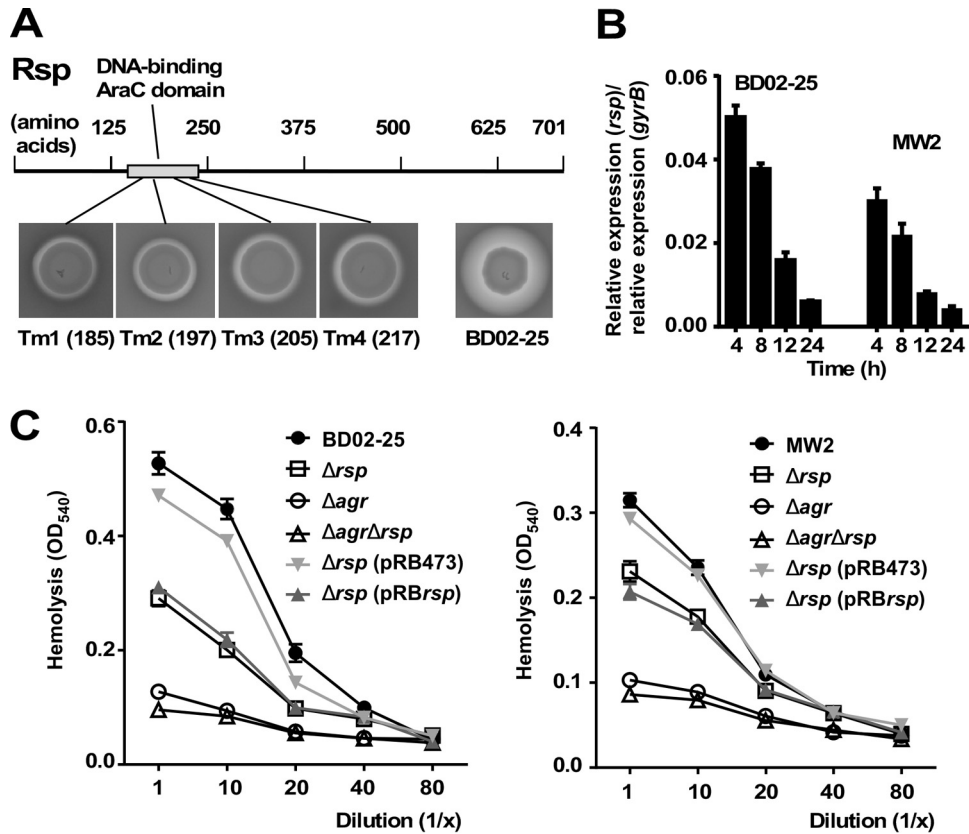 A
Rsp
DNA-binding
AraC domain
(amino
acids)
125 250 375 500 625 701
Tm1 (185) Tm2 (197) Tm3 (205) Tm4 (217) BD02-25
B
Relative expression (rsp)/
relative expression (gyrB)
0.06
0.04
0.02
0.00
BD02-25
MW2
4 8 12 24 4 8 12 24
Time (h)
C
Hemolysis (OD540)
0.6
0.4
0.2
0.0
BD02-25
Δrsp
Δagr
ΔagrΔrsp
Δrsp (pRB473)
Δrsp (pRBrsp)
1 10 20 40 80
Dilution (1/x)
Hemolysis (OD540)
0.4
0.3
0.2
0.1
0.0
MW2
Δrsp
Δagr
ΔagrΔrsp
Δrsp (pRB473)
Δrsp (pRBrsp)
1 10 20 40 80
Dilution (1/x)